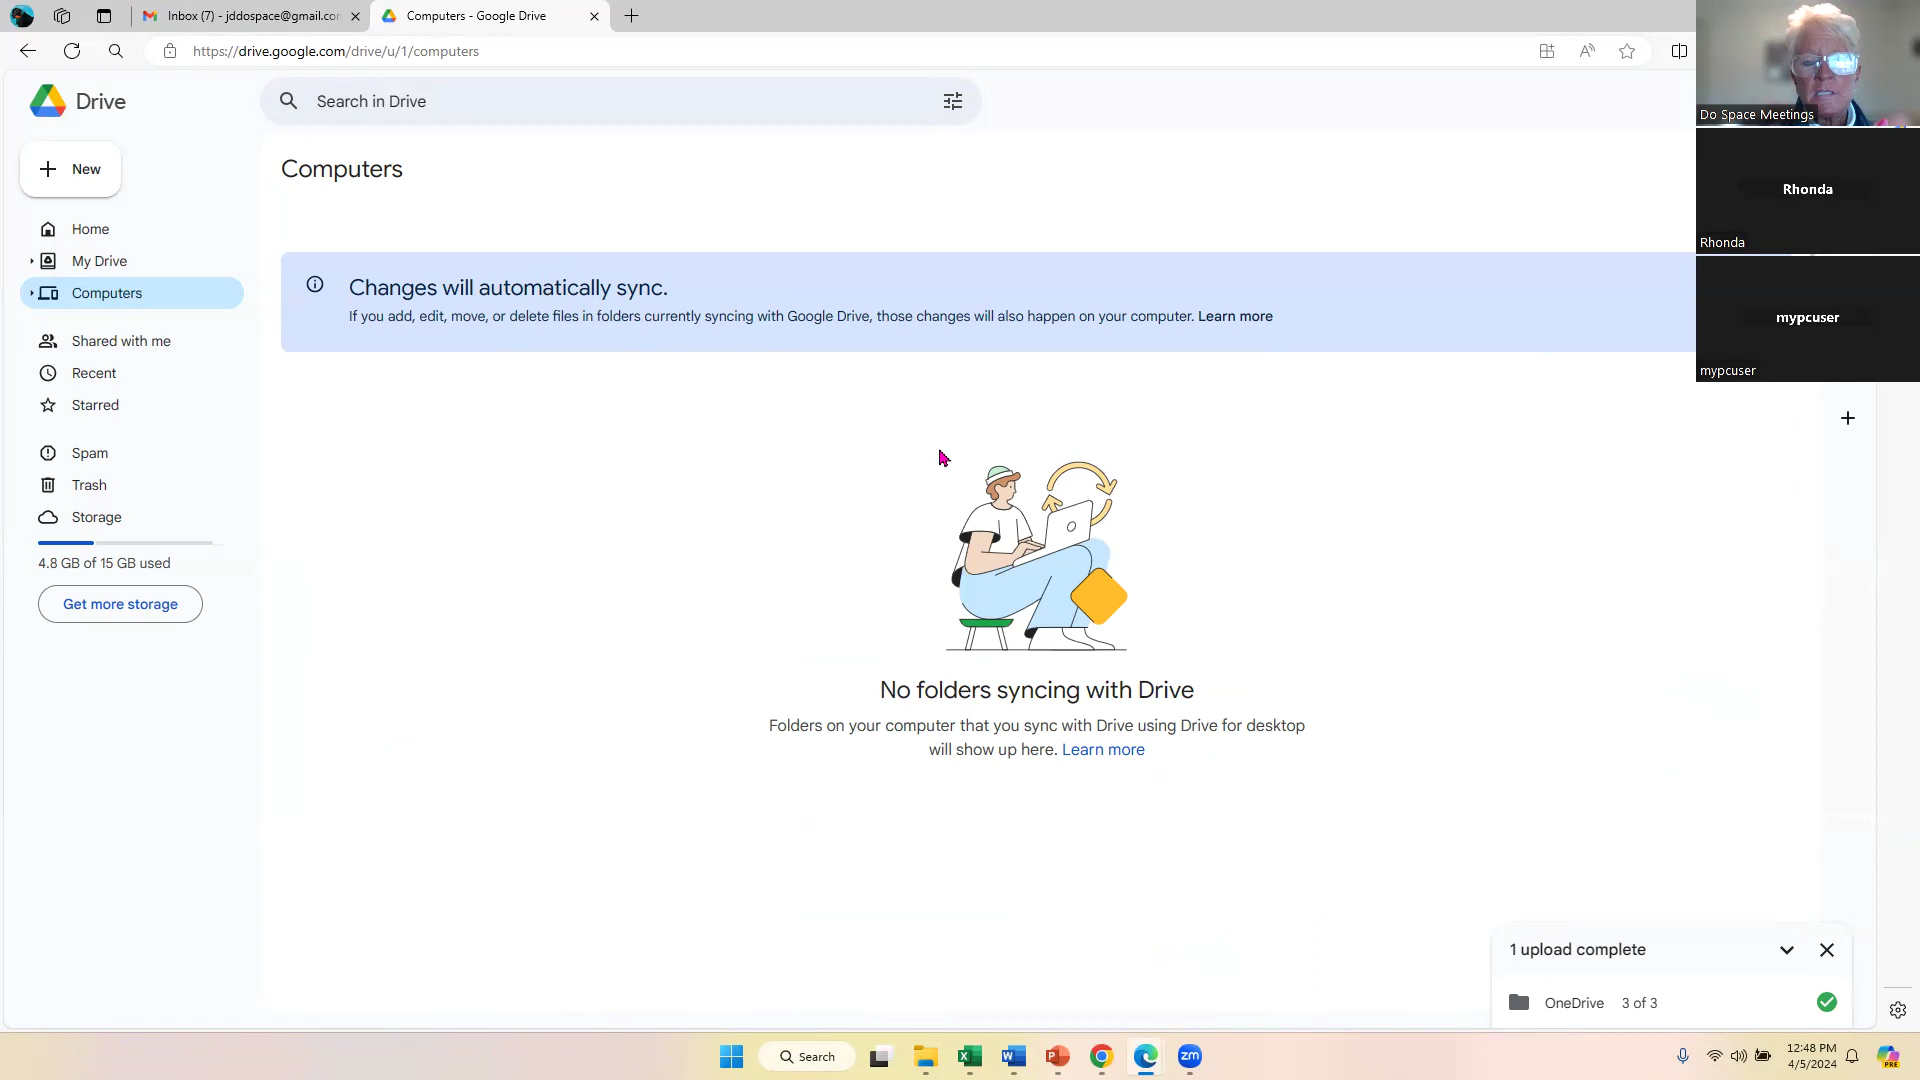 Inbox (7) - jddospace@gmail.con
Computers - Google Drive
https://drive.google.com/drive/u/1/computers
Drive
Search in Drive
New
Home
My Drive
Computers
Shared with me
Recent
Starred
Spam
Trash
Storage
4.8 GB of 15 GB used
Get more storage
Computers
Changes will automatically sync.
If you add, edit, move, or delete files in folders currently syncing with Google Drive, those changes will also happen on your computer. Learn more
No folders syncing with Drive
Folders on your computer that you sync with Drive using Drive for desktop
will show up here. Learn more
Do Space Meetings
Rhonda
Rhonda
mypcuser
mypcuser
1 upload complete
OneDrive 3 of 3
Search
zm
12:48 PM
4/5/2024
PRE